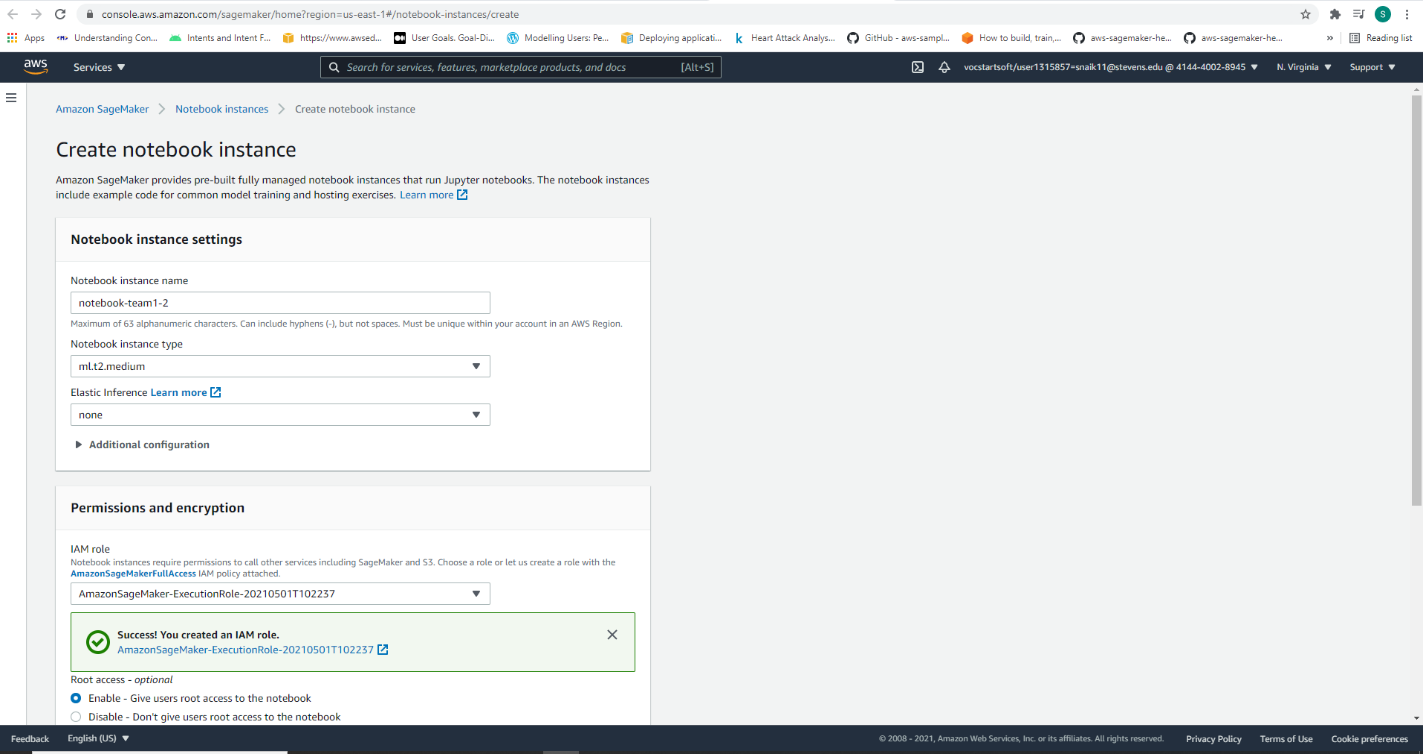 console.aws.amazon.com/sagemaker/home?region=us-east-1#/notebook-instances/create
S
Apps
Understanding Con...
Intents and Intent F...
https://www.awsed...
User Goals. Goal-Di...
Modelling Users: Pe...
Deploying applicati...
Heart Attack Analys...
GitHub - aws-sampl...
How to build, train,...
aws-sagemaker-he...
aws-sagemaker-he...
»
Reading list
aws
Services
Search for services, features, marketplace products, and docs
[Alt+S]
vocstartsoft/user1315857=snaik11@stevens.edu @ 4144-4002-8945
N. Virginia
Support
Amazon SageMaker > Notebook instances > Create notebook instance
Create notebook instance
Amazon SageMaker provides pre-built fully managed notebook instances that run Jupyter notebooks. The notebook instances
include example code for common model training and hosting exercises. Learn more
Notebook instance settings
Notebook instance name
notebook-team1-2
Maximum of 63 alphanumeric characters. Can include hyphens (-), but not spaces. Must be unique within your account in an AWS Region.
Notebook instance type
ml.t2.medium
Elastic Inference Learn more
none
Additional configuration
Permissions and encryption
IAM role
Notebook instances require permissions to call other services including SageMaker and S3. Choose a role or let us create a role with the
AmazonSageMakerFullAccess IAM policy attached.
AmazonSageMaker-ExecutionRole-20210501T102237
Success! You created an IAM role.
AmazonSageMaker-ExecutionRole-20210501T102237
Root access - optional
Enable - Give users root access to the notebook
Disable - Don't give users root access to the notebook
Feedback
English (US)
© 2008 - 2021, Amazon Web Services, Inc. or its affiliates. All rights reserved.
Privacy Policy
Terms of Use
Cookie preferences